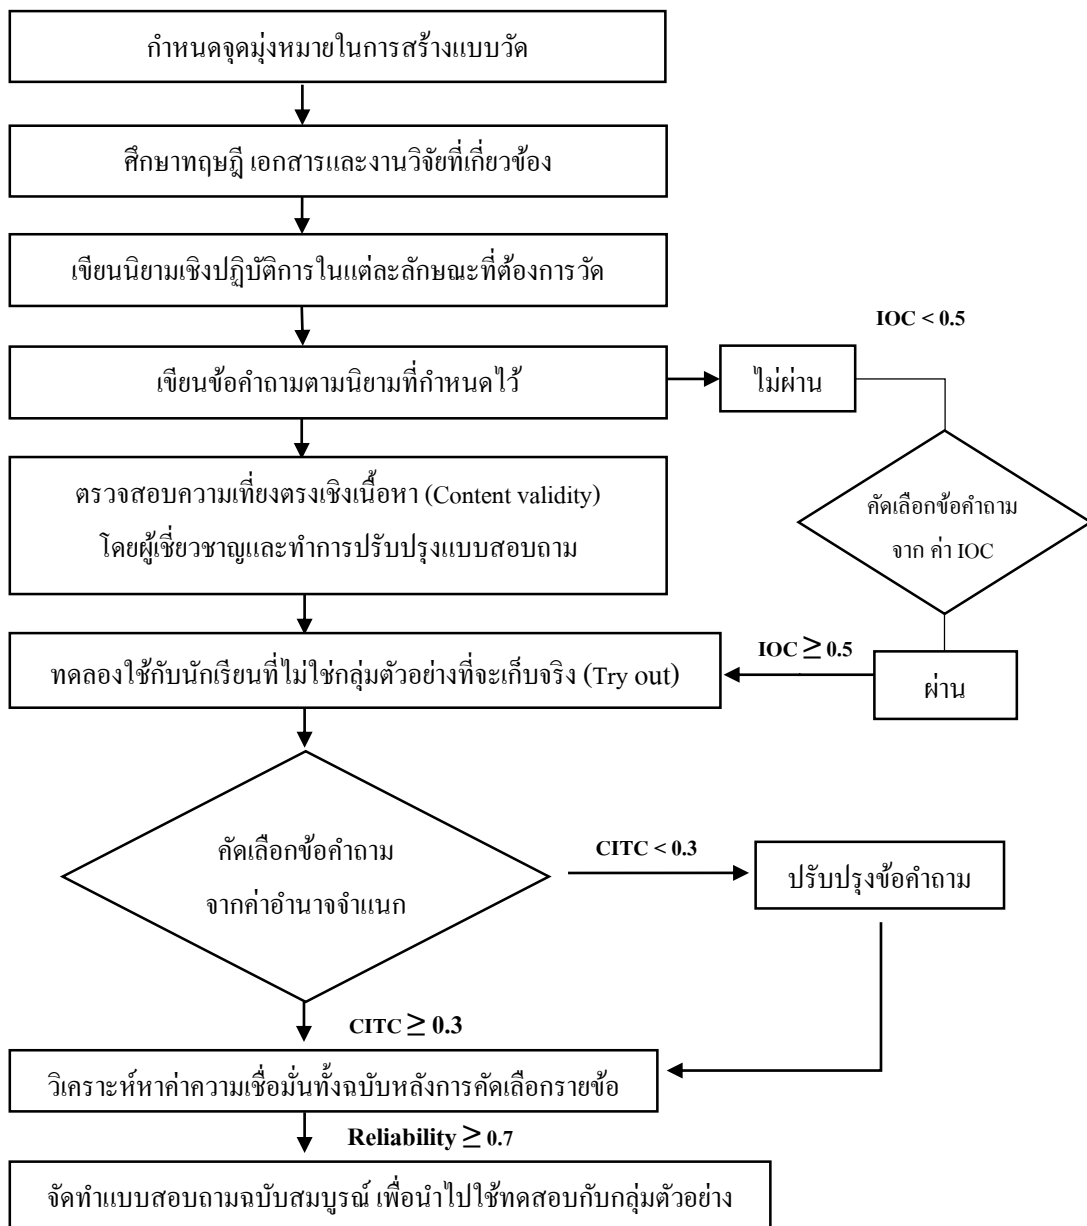 กำหนดจุดมุ่งหมายในการสร้างแบบวัด
ศึกษาทฤษฎี เอกสารและงานวิจัยที่เกี่ยวข้อง
เขียนนิยามเชิงปฏิบัติการในแต่ละลักษณะที่ต้องการวัด
IOC < 0.5
เขียนข้อคำถามตามนิยามที่กำหนดไว้
ไม่ผ่าน
ตรวจสอบความเที่ยงตรงเชิงเนื้อหา (Content validity)
โดยผู้เชี่ยวชาญและทำการปรับปรุงแบบสอบถาม
คัดเลือกข้อคำถาม
จาก ค่า IOC
IOC ≥ 0.5
ทดลองใช้กับนักเรียนที่ไม่ใช่กลุ่มตัวอย่างที่จะเก็บจริง (Try out)
ผ่าน
คัดเลือกข้อคำถาม
จากค่าอำนาจจำแนก
CITC < 0.3
ปรับปรุงข้อคำถาม
CITC ≥ 0.3
วิเคราะห์หาค่าความเชื่อมั่นทั้งฉบับหลังการคัดเลือกรายข้อ
Reliability ≥ 0.7
จัดทำแบบสอบถามฉบับสมบูรณ์ เพื่อนำไปใช้ทดสอบกับกลุ่มตัวอย่าง